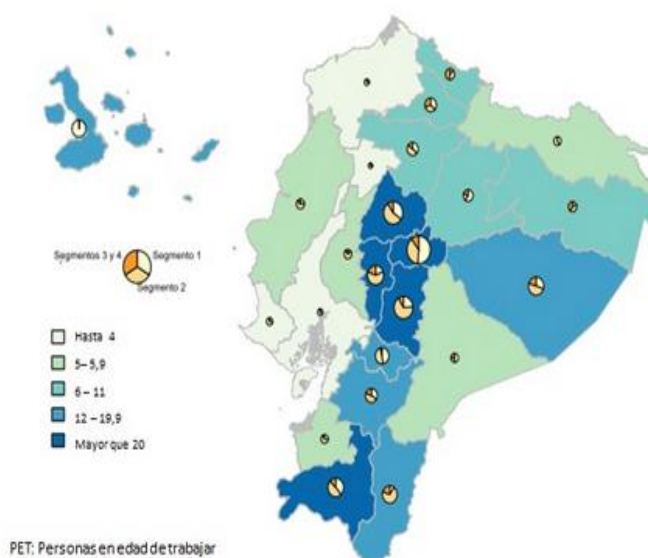 Segmentos 3 y 4
Segmento 1
Segmento 2
Hasta 4
5–5,9
6 – 11
12 –19,9
Mayor que 20
PET: Personas en edad de trabajar